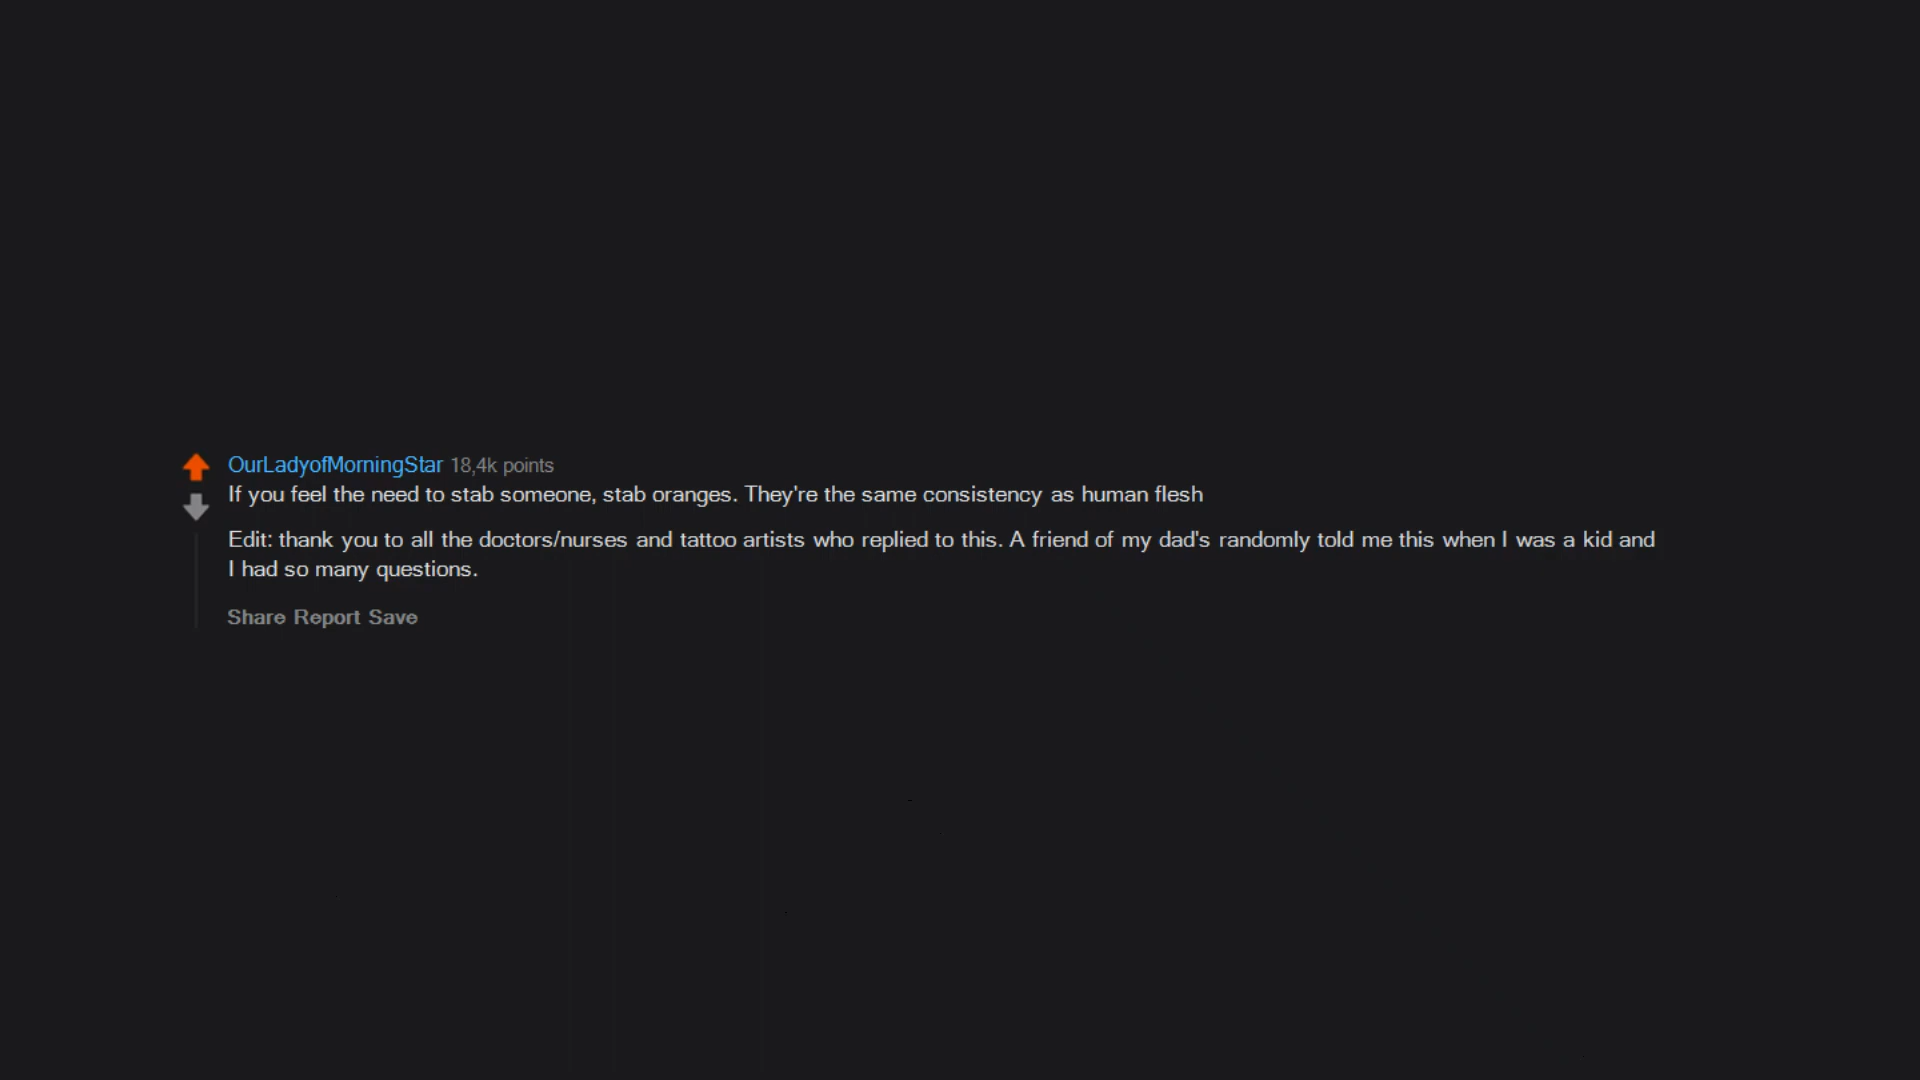 OurLadyofMorningStar 18,4k points
If you feel the need to stab someone, stab oranges. They're the same consistency as human flesh
Edit: thank you to all the doctors/nurses and tattoo artists who replied to this. A friend of my dad's randomly told me this when I was a kid and
I had so many questions.
Share Report Save